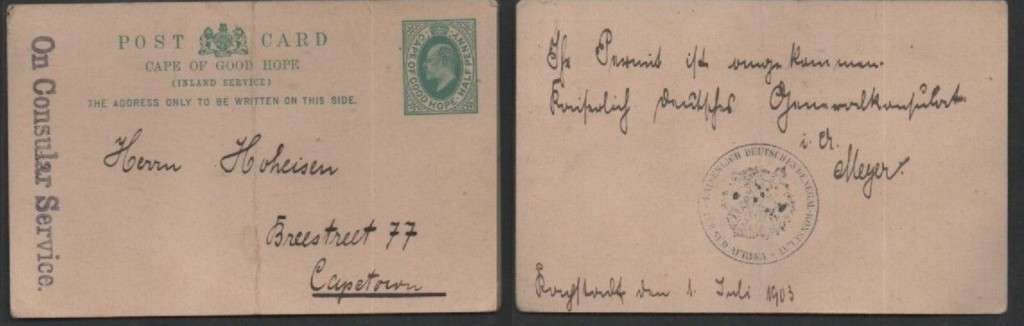 POST CARD
CAPE OF GOOD HOPE
(INLAND SERVICE)
THE ADDRESS ONLY TO BE WRITTEN ON THIS SIDE.
CAPE OF GOOD HOPE. HALF PENNY
On Consular Service.
Herrn Hoheisen
Breestreet 77
Capetown
Ihr Permit ist angekommen.
Kaiserlich Deutsches Generalkonsulat
i. A.
Meyer.
KAISERLICH DEUTSCHES GENERAL-KONSULAT
Kapstadt den 1. Juli 1903